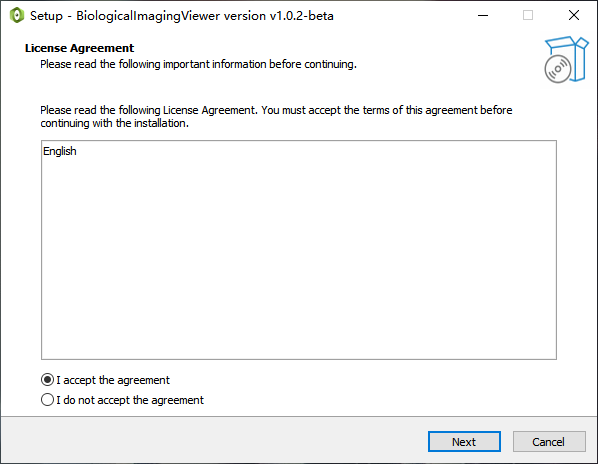 Setup - BiologicalImagingViewer version v1.0.2-beta
License Agreement
Please read the following important information before continuing.
Please read the following License Agreement. You must accept the terms of this agreement before
continuing with the installation.
English
I accept the agreement
I do not accept the agreement
Next
Cancel